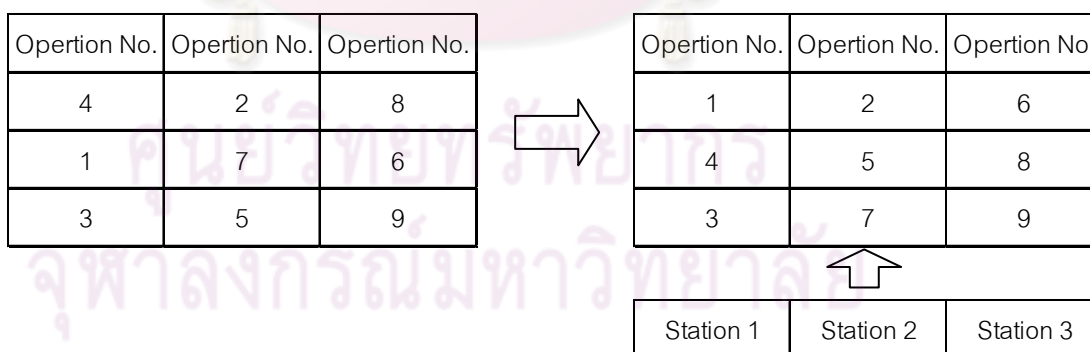 Opertion No. Opertion No. Opertion No.
4 2 8
1 7 6
3 5 9
Opertion No. Opertion No. Opertion No
1 2 6
4 5 8
3 7 9
Station 1 Station 2 Station 3
ศูนย์วิทยทรัพยากร
จุฬาลงกรณ์มหาวิทยาลัย